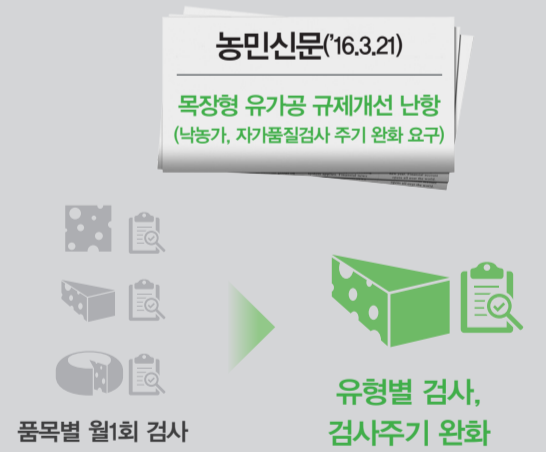 농민신문('16.3.21)
목장형 유가공 규제개선 난항
(낙농가, 자가품질검사 주기 완화 요구)
품목별 월1회 검사
유형별 검사,
검사주기 완화